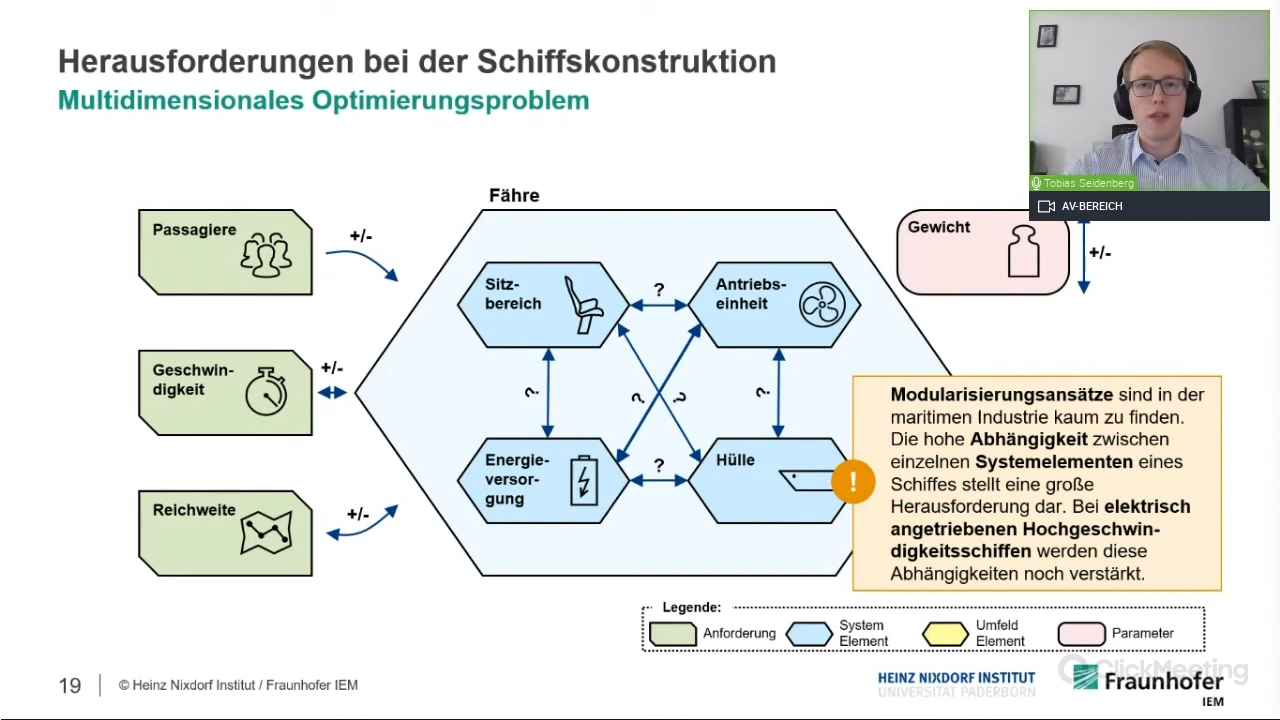 Herausforderungen bei der Schiffskonstruktion
Multidimensionales Optimierungsproblem
Tobias Seidenberg
AV-BEREICH
Fähre
Passagiere
+/-
Geschwin-
digkeit
+/-
Reichweite
+/-
Sitz-
bereich
?
Antriebs-
einheit
?
?
?
?
Energie-
versor-
gung
?
Hülle
Gewicht
+/-
!
Modularisierungsansätze sind in der
maritimen Industrie kaum zu finden.
Die hohe Abhängigkeit zwischen
einzelnen Systemelementen eines
Schiffes stellt eine große
Herausforderung dar. Bei elektrisch
angetriebenen Hochgeschwin-
digkeitsschiffen werden diese
Abhängigkeiten noch verstärkt.
Legende:
Anforderung
System
Element
Umfeld
Element
Parameter
19
© Heinz Nixdorf Institut / Fraunhofer IEM
HEINZ NIXDORF INSTITUT
UNIVERSITÄT PADERBORN
ClickMeeting
Fraunhofer
IEM